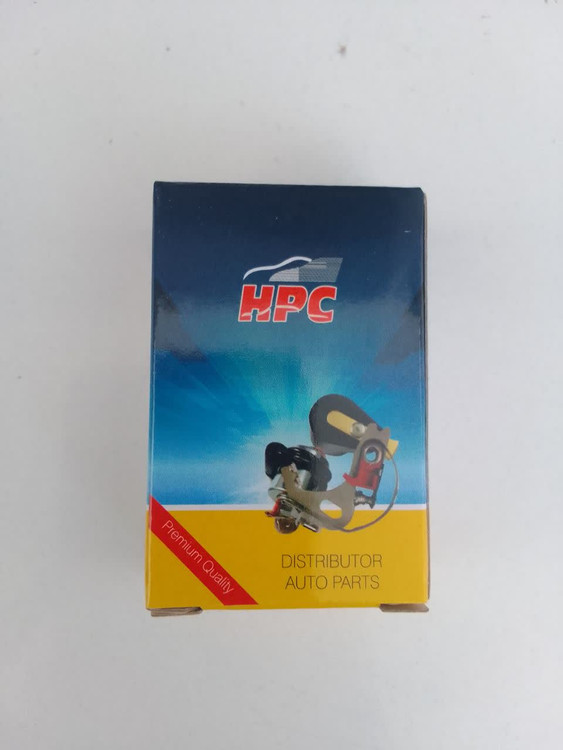 HPC
Premium Quality
DISTRIBUTOR
AUTO PARTS